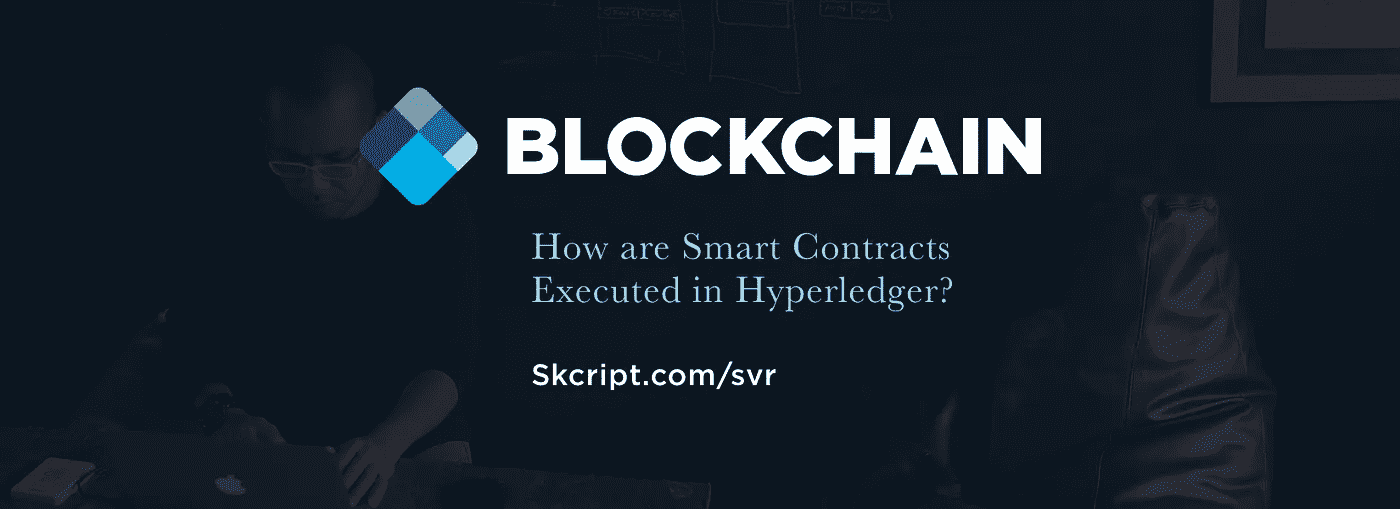 BLOCKCHAIN
How are Smart Contracts
Executed in Hyperledger?
Skcript.com/svr